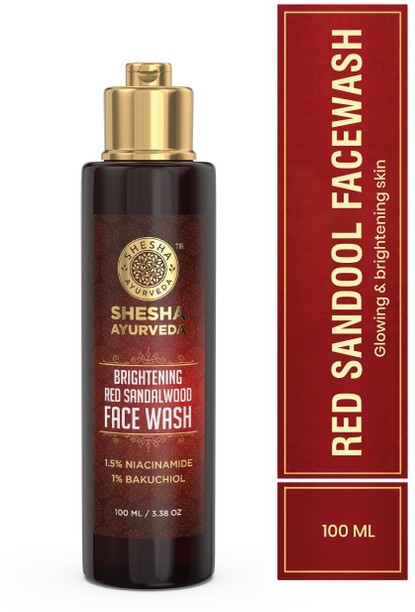 SHESHA
AYURVEDA
TM
SHESHA
AYURVEDA
BRIGHTENING
RED SANDALWOOD
FACE WASH
1.5% NIACINAMIDE
1% BAKUCHIOL
100 ML / 3.38 OZ
RED SANDOOL FACEWASH
Glowing & brightening skin
100 ML